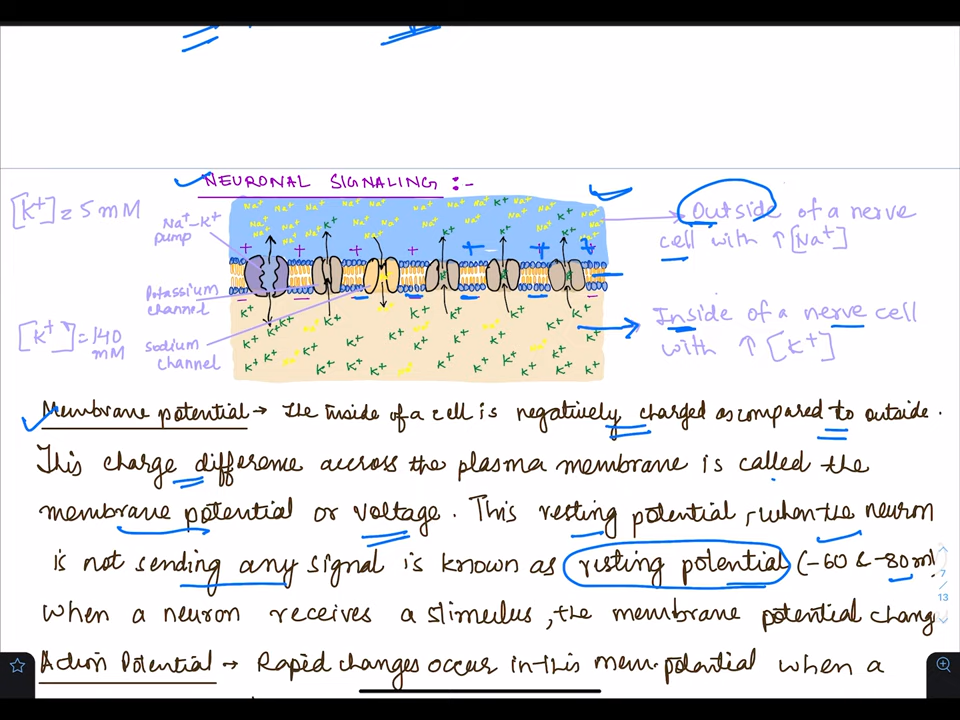 NEURONAL SIGNALING :-
[K+] = 5 mM
Na+-K+ pump
Outside of a nerve
cell with ↑[Na+]
Potassium channel
[K+] = 140 mM
sodium channel
Inside of a nerve cell
with ↑ [K+]
Membrane potential → The inside of a cell is negatively charged as compared to outside.
This charge difference across the plasma membrane is called the
membrane potential or voltage. This resting potential, when the neuron
is not sending any signal is known as resting potential (-60 & -80 m
when a neuron receives a stimulus, the membrane potential chang
Action Potential → Rapid changes occur in this mem. potential when a
7
/
13